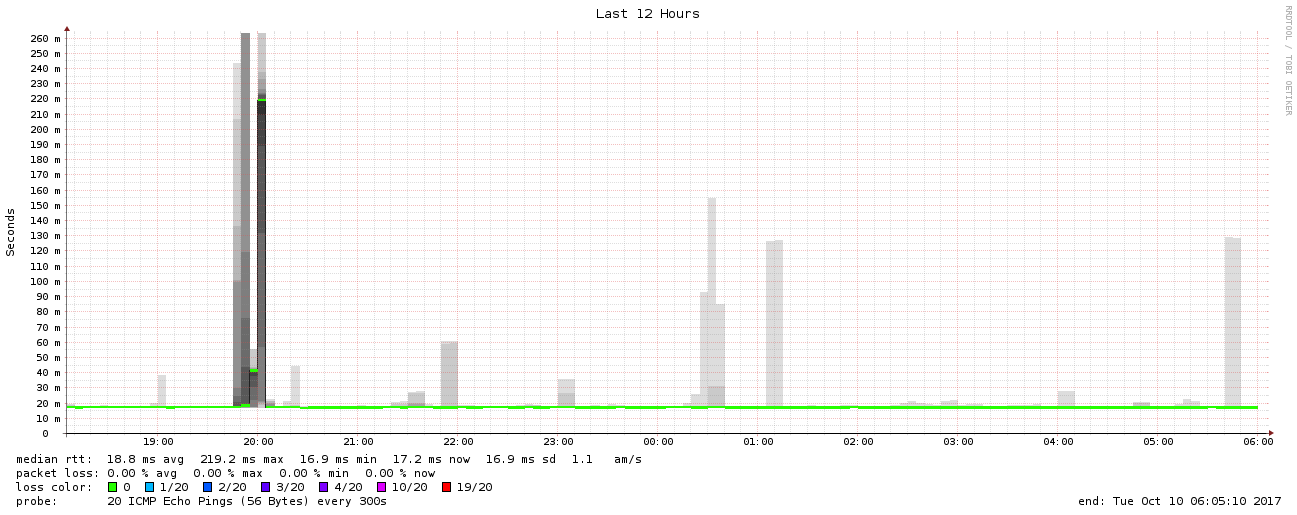 Last 12 Hours
RRDTOOL / TOBI OETIKER
Seconds
260 m
250 m
240 m
230 m
220 m
210 m
200 m
190 m
180 m
170 m
160 m
150 m
140 m
130 m
120 m
110 m
100 m
90 m
80 m
70 m
60 m
50 m
40 m
30 m
20 m
10 m
0
19:00 20:00 21:00 22:00 23:00 00:00 01:00 02:00 03:00 04:00 05:00 06:00
median rtt: 18.8 ms avg 219.2 ms max 16.9 ms min 17.2 ms now 16.9 ms sd 1.1 am/s
packet loss: 0.00 % avg 0.00 % max 0.00 % min 0.00 % now
loss color: 0 1/20 2/20 3/20 4/20 10/20 19/20
probe: 20 ICMP Echo Pings (56 Bytes) every 300s end: Tue Oct 10 06:05:10 2017